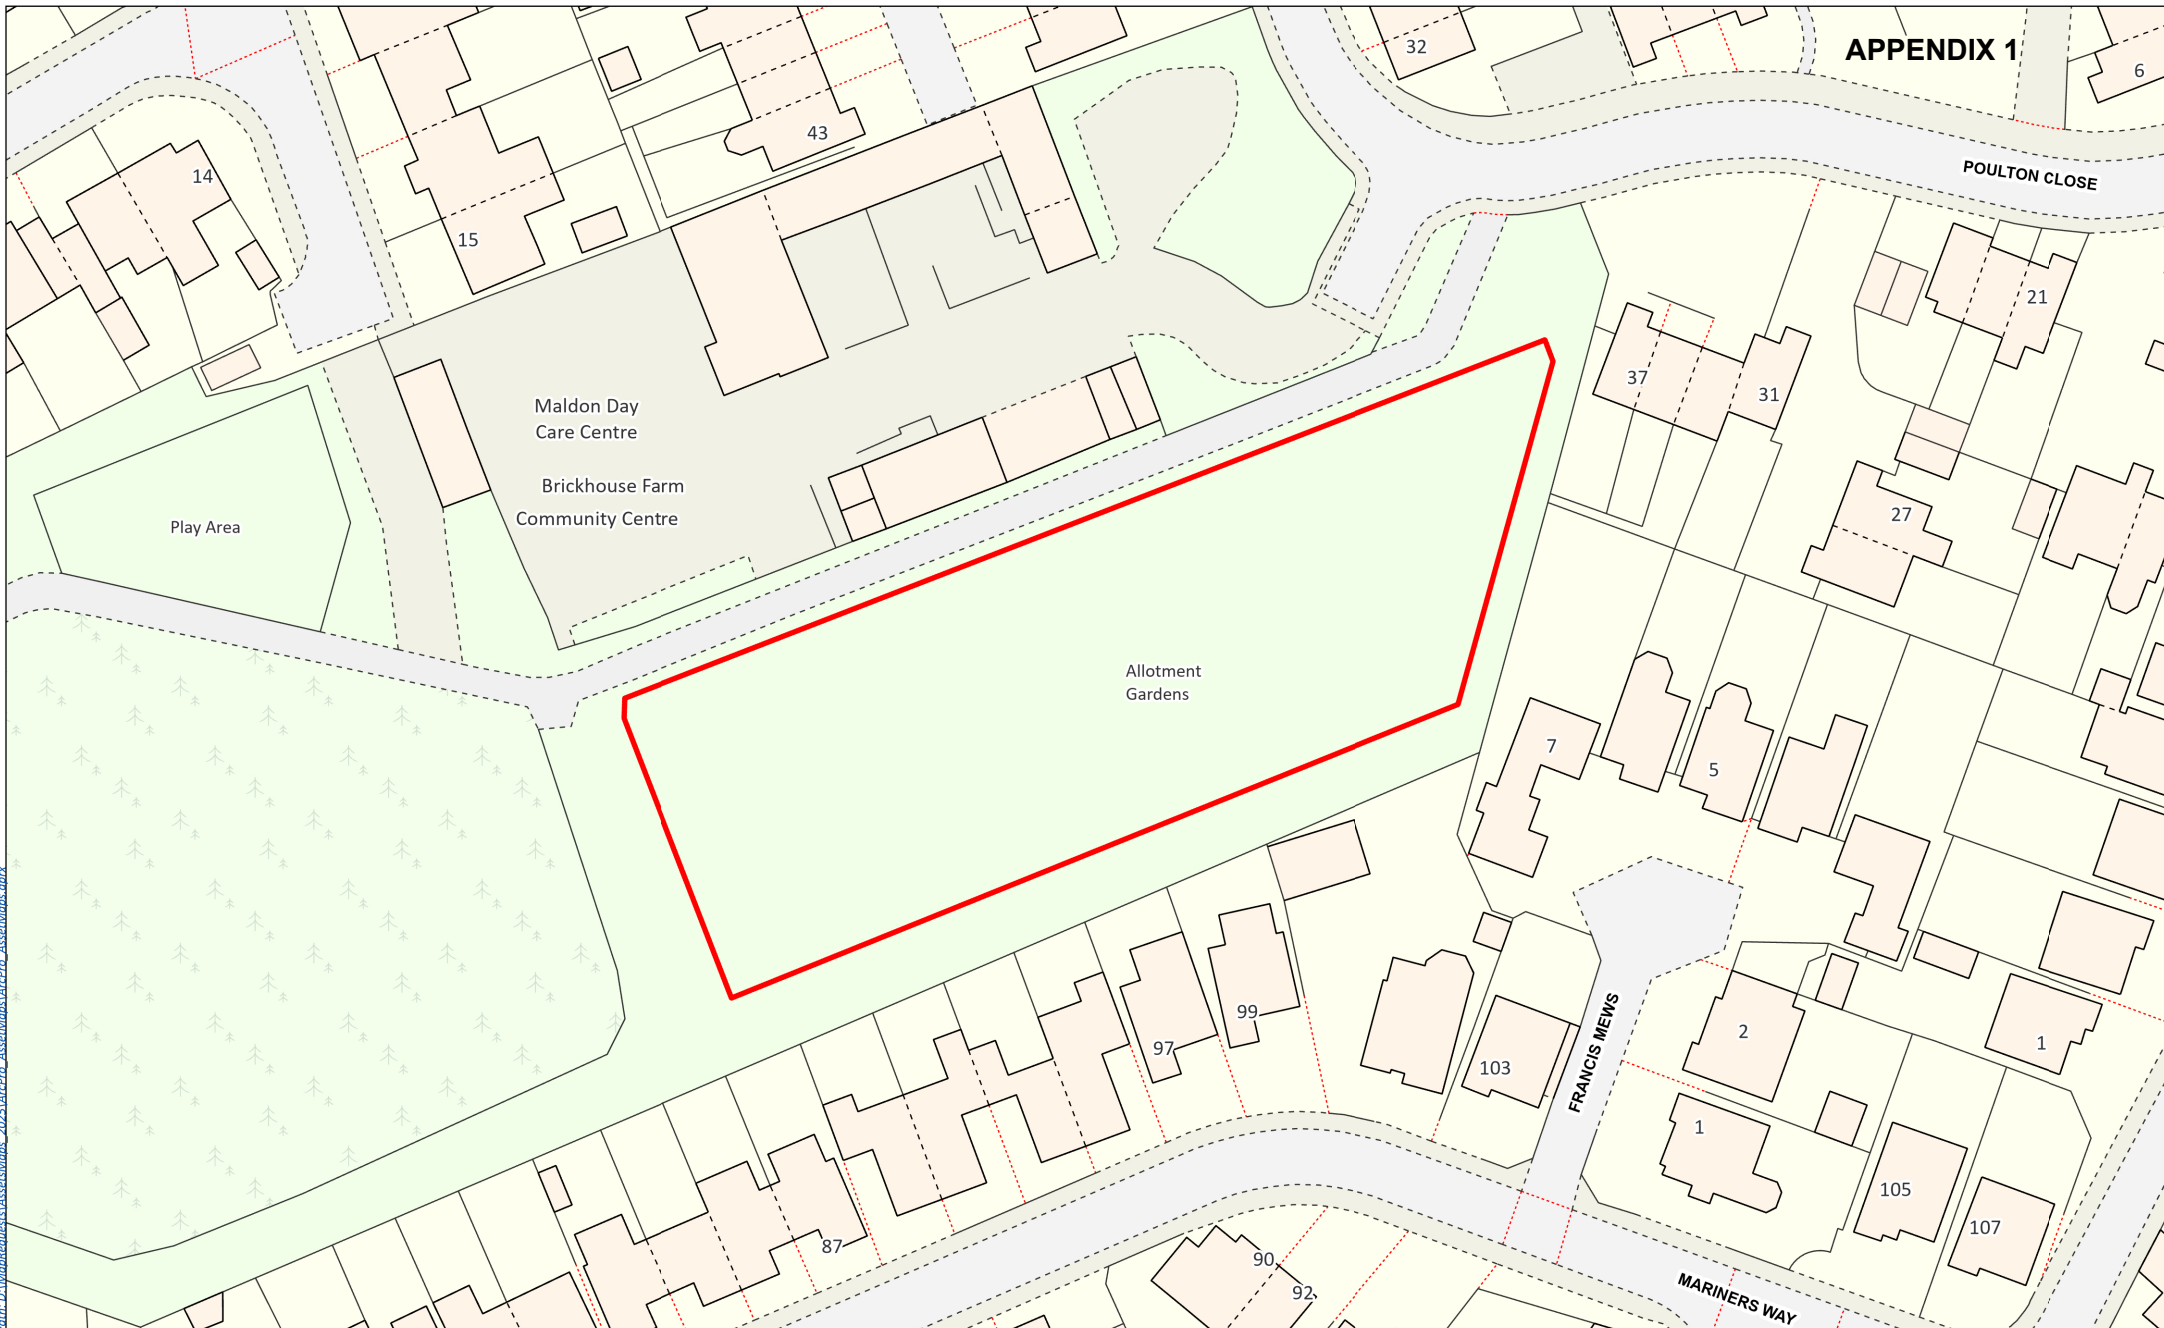 APPENDIX 1
32
6
43
14
POULTON CLOSE
15
21
37
31
Maldon Day
Care Centre
Brickhouse Farm
Community Centre
27
Play Area
Allotment
Gardens
7
5
99
97
103
FRANCIS MEWS
2
1
1
105
107
87
90
92
MARINERS WAY